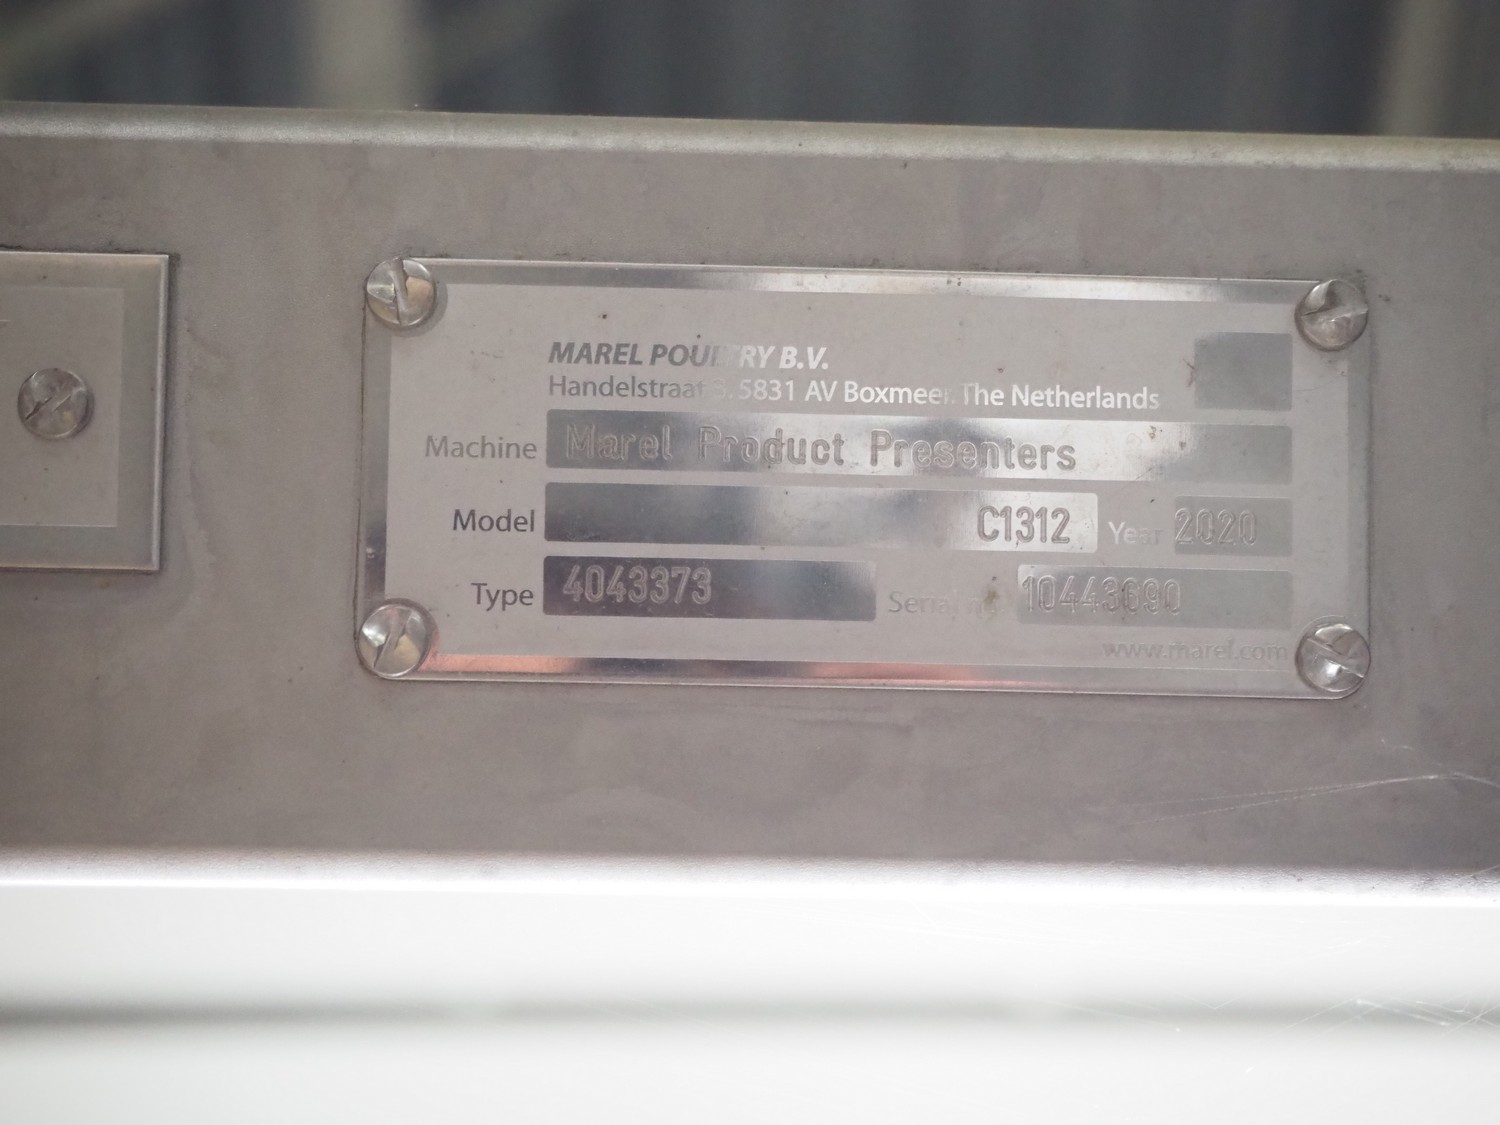 MAREL POULTRY B.V.
Handelstraat 3. 5831 AV Boxmeer. The Netherlands
Machine Marel Product Presenters
Model C1312 Year 2020
Type 4043373 Serial no. 10443690
www.marel.com